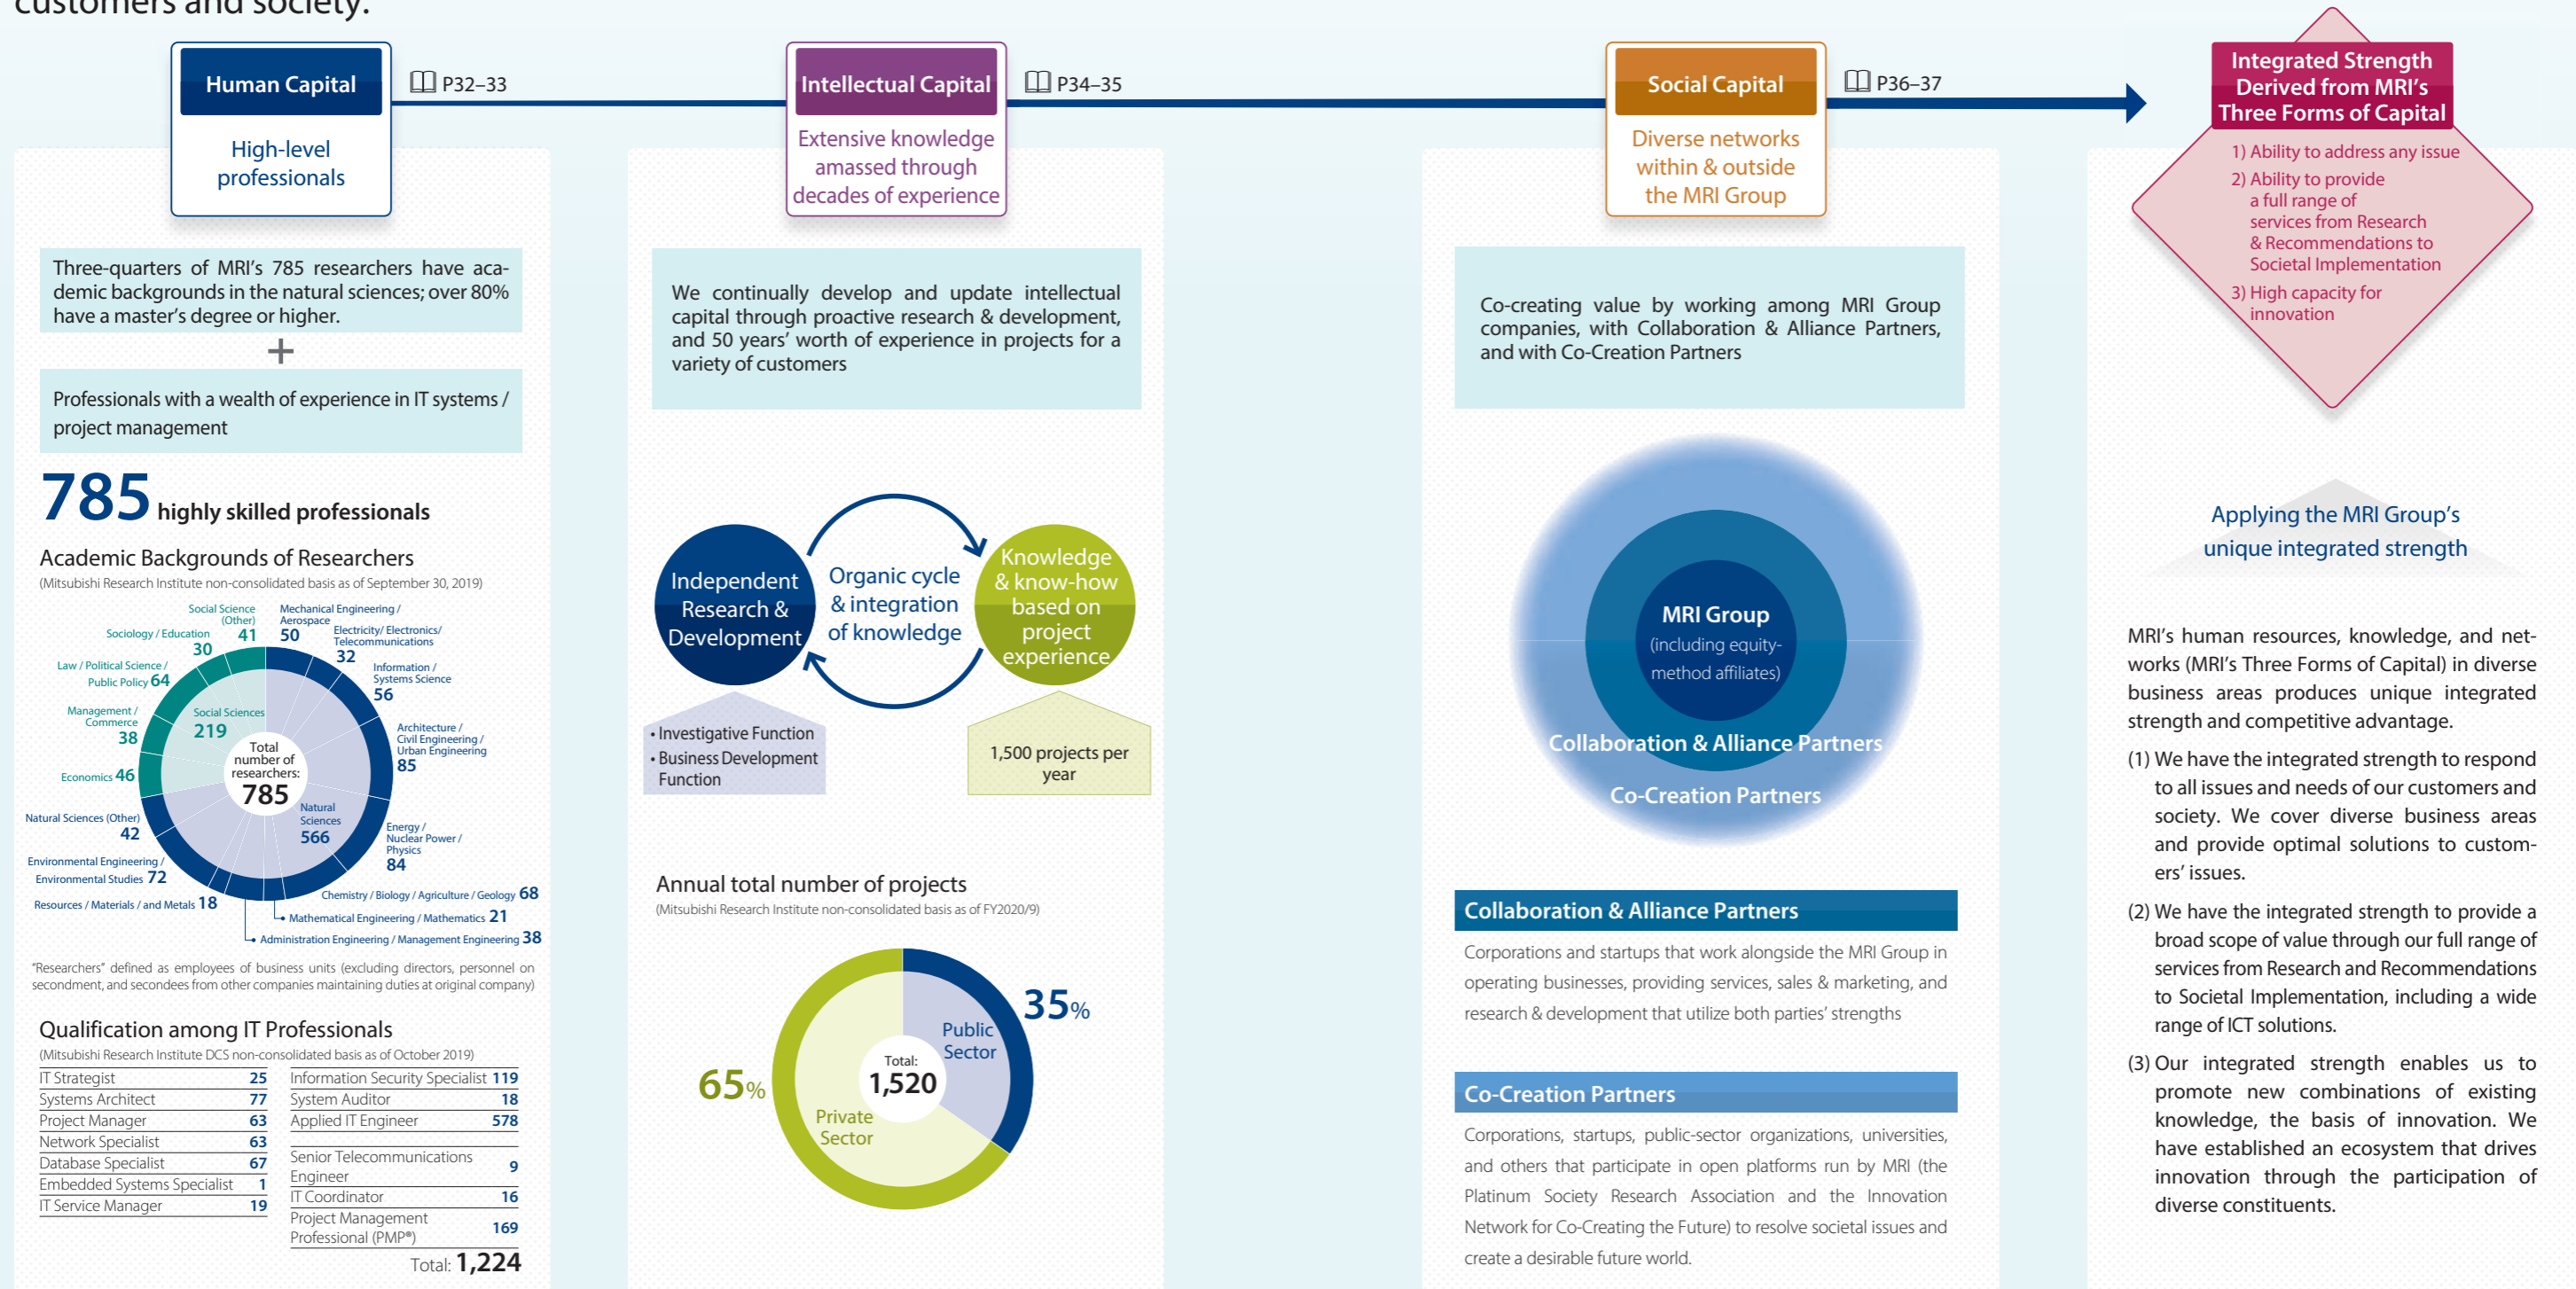 customers and society.
Human Capital
P32–33
High-level
professionals
Three-quarters of MRI's 785 researchers have aca-
demic backgrounds in the natural sciences; over 80%
have a master's degree or higher.
+
Professionals with a wealth of experience in IT systems /
project management
785 highly skilled professionals
Academic Backgrounds of Researchers
(Mitsubishi Research Institute non-consolidated basis as of September 30, 2019)
Mechanical Engineering /
Aerospace
50
Electricity/ Electronics/
Telecommunications
32
Information /
Systems Science
56
Architecture /
Civil Engineering /
Urban Engineering
85
Energy /
Nuclear Power /
Physics
84
Chemistry / Biology / Agriculture / Geology 68
Mathematical Engineering / Mathematics 21
Administration Engineering / Management Engineering 38
Resources / Materials / and Metals 18
Environmental Engineering /
Environmental Studies 72
Natural Sciences (Other)
42
Economics 46
Management /
Commerce
38
Law / Political Science /
Public Policy 64
Sociology / Education
30
Social Science
(Other)
41
Social Sciences
219
Natural
Sciences
566
Total
number of
researchers:
785
"Researchers" defined as employees of business units (excluding directors, personnel on
secondment, and secondees from other companies maintaining duties at original company)
Qualification among IT Professionals
(Mitsubishi Research Institute DCS non-consolidated basis as of October 2019)
IT Strategist 25
Systems Architect 77
Project Manager 63
Network Specialist 63
Database Specialist 67
Embedded Systems Specialist 1
IT Service Manager 19
Information Security Specialist 119
System Auditor 18
Applied IT Engineer 578
Senior Telecommunications
Engineer 9
IT Coordinator 16
Project Management
Professional (PMP®) 169
Total: 1,224
Intellectual Capital
P34–35
Extensive knowledge
amassed through
decades of experience
We continually develop and update intellectual
capital through proactive research & development,
and 50 years' worth of experience in projects for a
variety of customers
Independent
Research &
Development
Organic cycle
& integration
of knowledge
Knowledge
& know-how
based on
project
experience
• Investigative Function
• Business Development
Function
1,500 projects per
year
Annual total number of projects
(Mitsubishi Research Institute non-consolidated basis as of FY2020/9)
35%
Public
Sector
Total:
1,520
65%
Private
Sector
Social Capital
P36–37
Diverse networks
within & outside
the MRI Group
Co-creating value by working among MRI Group
companies, with Collaboration & Alliance Partners,
and with Co-Creation Partners
MRI Group
(including equity-
method affiliates)
Collaboration & Alliance Partners
Co-Creation Partners
Collaboration & Alliance Partners
Corporations and startups that work alongside the MRI Group in
operating businesses, providing services, sales & marketing, and
research & development that utilize both parties' strengths
Co-Creation Partners
Corporations, startups, public-sector organizations, universities,
and others that participate in open platforms run by MRI (the
Platinum Society Research Association and the Innovation
Network for Co-Creating the Future) to resolve societal issues and
create a desirable future world.
Integrated Strength
Derived from MRI's
Three Forms of Capital
1) Ability to address any issue
2) Ability to provide
a full range of
services from Research
& Recommendations to
Societal Implementation
3) High capacity for
innovation
Applying the MRI Group's
unique integrated strength
MRI's human resources, knowledge, and net-
works (MRI's Three Forms of Capital) in diverse
business areas produces unique integrated
strength and competitive advantage.
(1) We have the integrated strength to respond
to all issues and needs of our customers and
society. We cover diverse business areas
and provide optimal solutions to custom-
ers' issues.
(2) We have the integrated strength to provide a
broad scope of value through our full range of
services from Research and Recommendations
to Societal Implementation, including a wide
range of ICT solutions.
(3) Our integrated strength enables us to
promote new combinations of existing
knowledge, the basis of innovation. We
have established an ecosystem that drives
innovation through the participation of
diverse constituents.